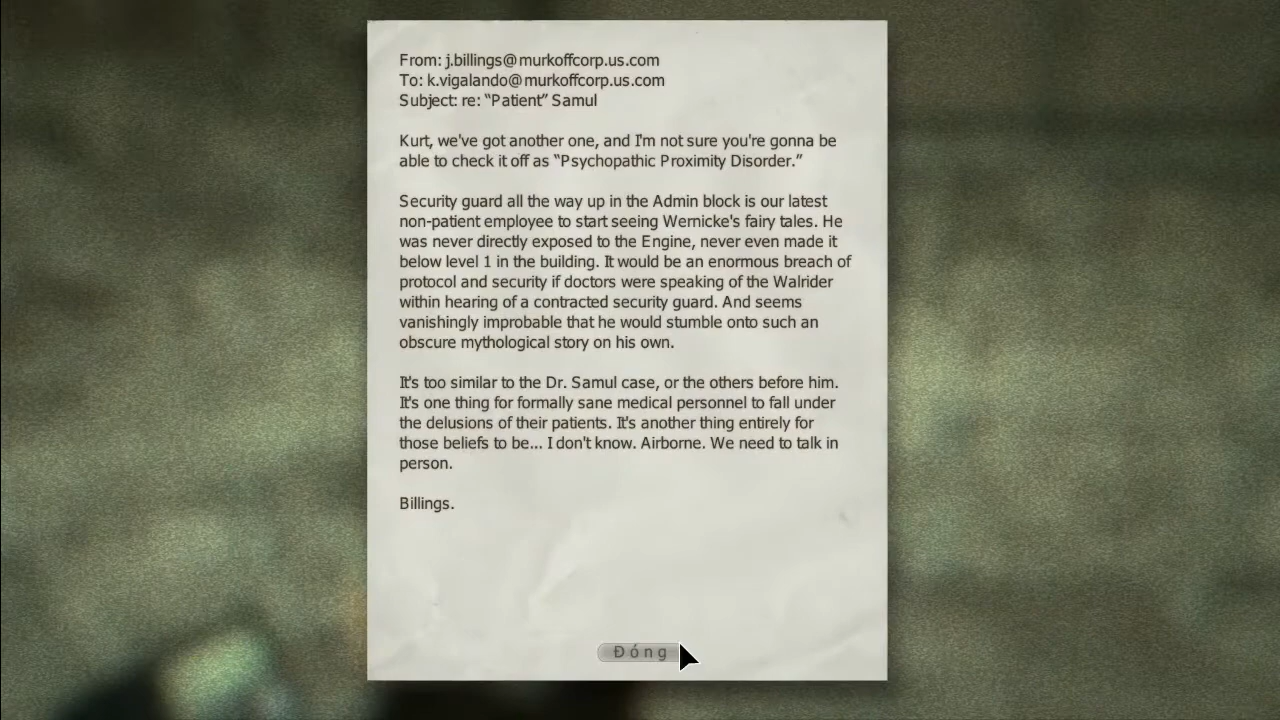 From: j.billings@murkoffcorp.us.com
To: k.vigalando@murkoffcorp.us.com
Subject: re: “Patient” Samul
Kurt, we've got another one, and I'm not sure you're gonna be
able to check it off as “Psychopathic Proximity Disorder.”
Security guard all the way up in the Admin block is our latest
non-patient employee to start seeing Wernicke's fairy tales. He
was never directly exposed to the Engine, never even made it
below level 1 in the building. It would be an enormous breach of
protocol and security if doctors were speaking of the Walrider
within hearing of a contracted security guard. And seems
vanishingly improbable that he would stumble onto such an
obscure mythological story on his own.
It's too similar to the Dr. Samul case, or the others before him.
It's one thing for formally sane medical personnel to fall under
the delusions of their patients. It's another thing entirely for
those beliefs to be... I don't know. Airborne. We need to talk in
person.
Billings.
Đóng